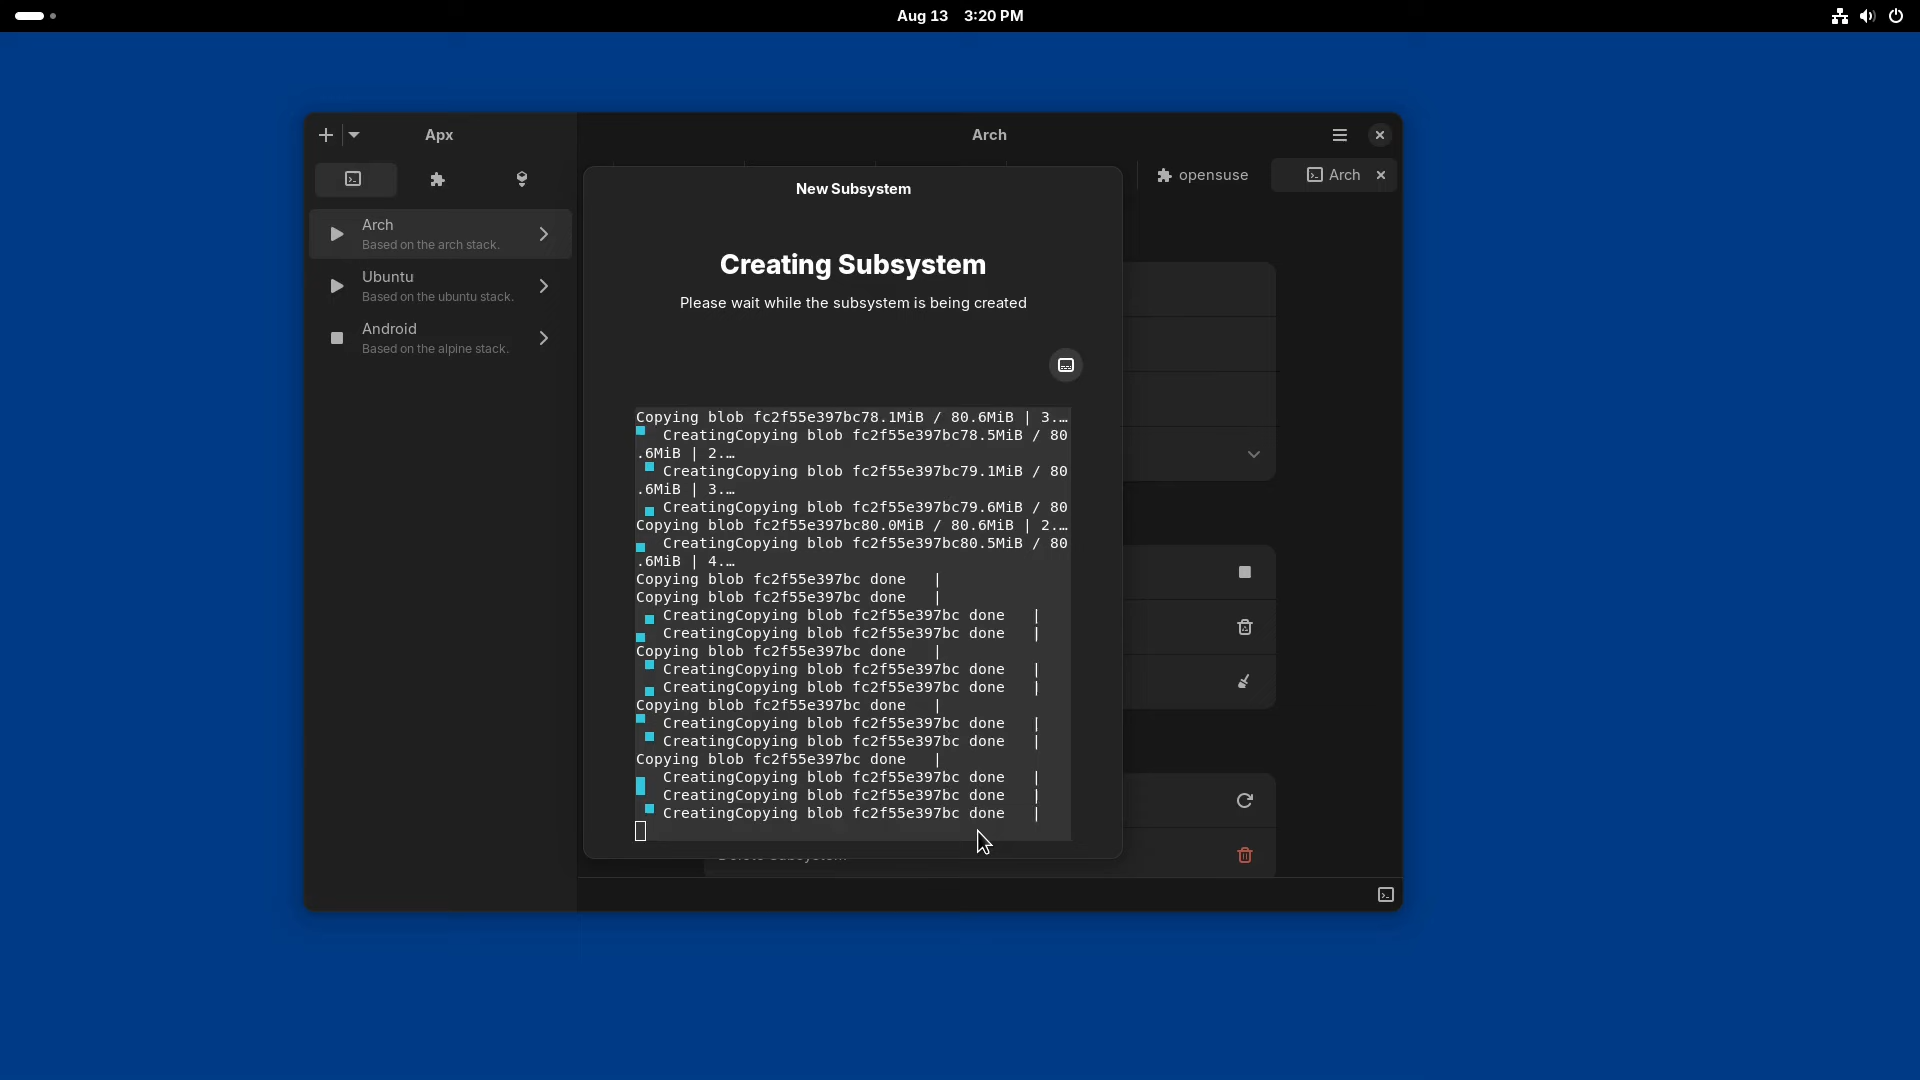 Aug 13 3:20 PM
Apx
Arch
opensuse
Arch
Arch
Based on the arch stack.
Ubuntu
Based on the ubuntu stack.
Android
Based on the alpine stack.
New Subsystem
Creating Subsystem
Please wait while the subsystem is being created
Copying blob fc2f55e397bc78.1MiB / 80.6MiB | 3.…
CreatingCopying blob fc2f55e397bc78.5MiB / 80
.6MiB | 2.…
CreatingCopying blob fc2f55e397bc79.1MiB / 80
.6MiB | 3.…
CreatingCopying blob fc2f55e397bc79.6MiB / 80
Copying blob fc2f55e397bc80.0MiB / 80.6MiB | 2.…
CreatingCopying blob fc2f55e397bc80.5MiB / 80
.6MiB | 4.…
Copying blob fc2f55e397bc done |
Copying blob fc2f55e397bc done |
CreatingCopying blob fc2f55e397bc done |
CreatingCopying blob fc2f55e397bc done |
Copying blob fc2f55e397bc done |
CreatingCopying blob fc2f55e397bc done |
CreatingCopying blob fc2f55e397bc done |
Copying blob fc2f55e397bc done |
CreatingCopying blob fc2f55e397bc done |
CreatingCopying blob fc2f55e397bc done |
Copying blob fc2f55e397bc done |
CreatingCopying blob fc2f55e397bc done |
CreatingCopying blob fc2f55e397bc done |
CreatingCopying blob fc2f55e397bc done |